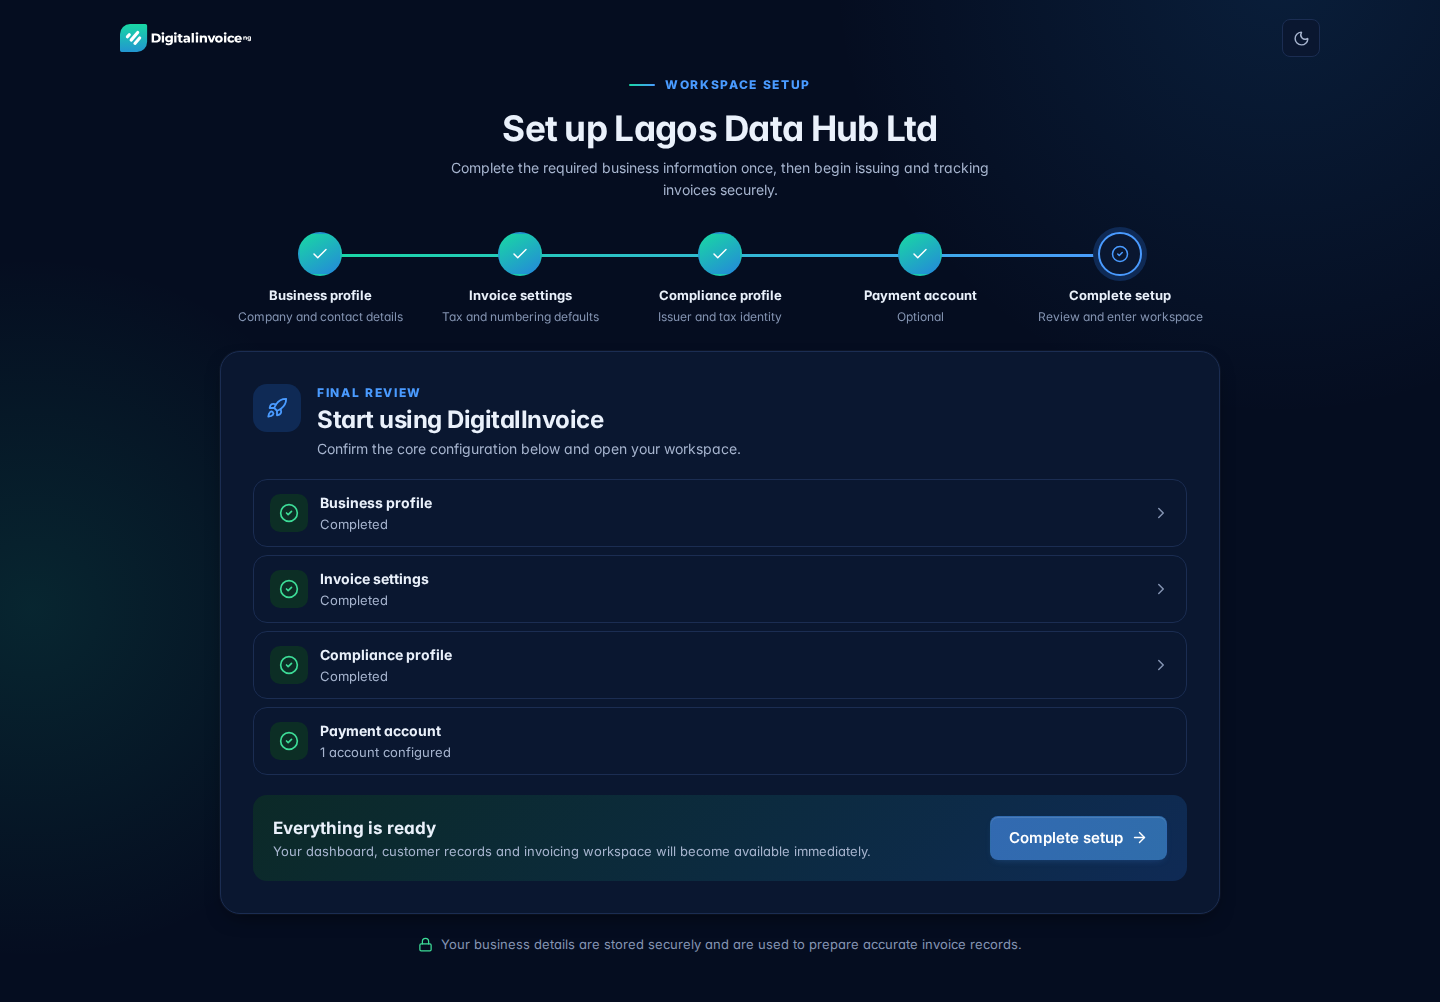 Digitalinvoice ng
WORKSPACE SETUP
Set up Lagos Data Hub Ltd
Complete the required business information once, then begin issuing and tracking
invoices securely.
Business profile
Company and contact details
Invoice settings
Tax and numbering defaults
Compliance profile
Issuer and tax identity
Payment account
Optional
Complete setup
Review and enter workspace
FINAL REVIEW
Start using DigitalInvoice
Confirm the core configuration below and open your workspace.
Business profile
Completed
Invoice settings
Completed
Compliance profile
Completed
Payment account
1 account configured
Everything is ready
Your dashboard, customer records and invoicing workspace will become available immediately.
Complete setup
Your business details are stored securely and are used to prepare accurate invoice records.